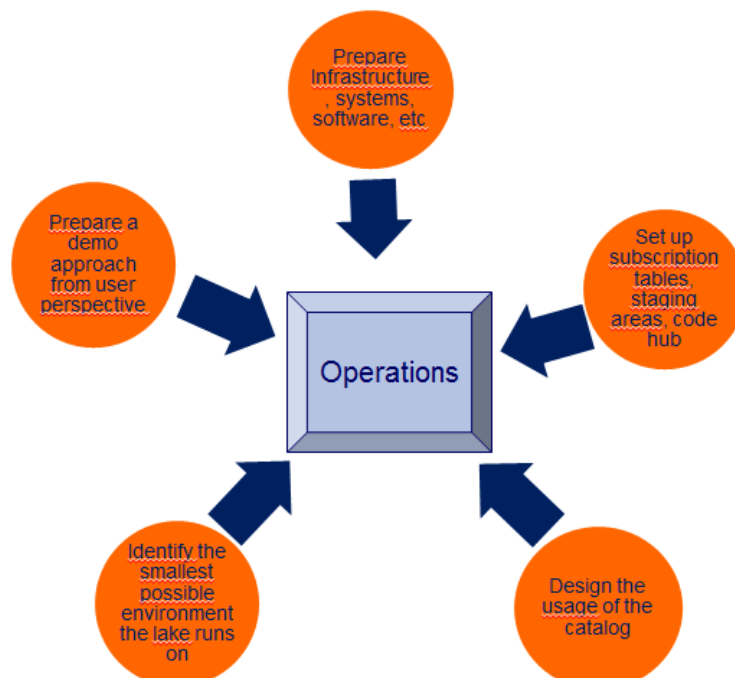 Prepare
Infrastructure
, systems,
software, etc
Prepare a
demo
approach
from user
perspective
Set up
subscription
tables,
staging
areas, code
hub
Operations
Identify the
smallest
possible
environment
the lake runs
on
Design the
usage of the
catalog